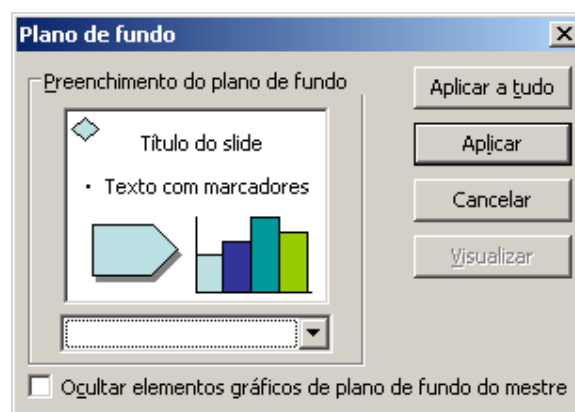 Plano de fundo
Preenchimento do plano de fundo
Título do slide
• Texto com marcadores
Aplicar a tudo
Aplicar
Cancelar
Visualizar
Ocultar elementos gráficos de plano de fundo do mestre